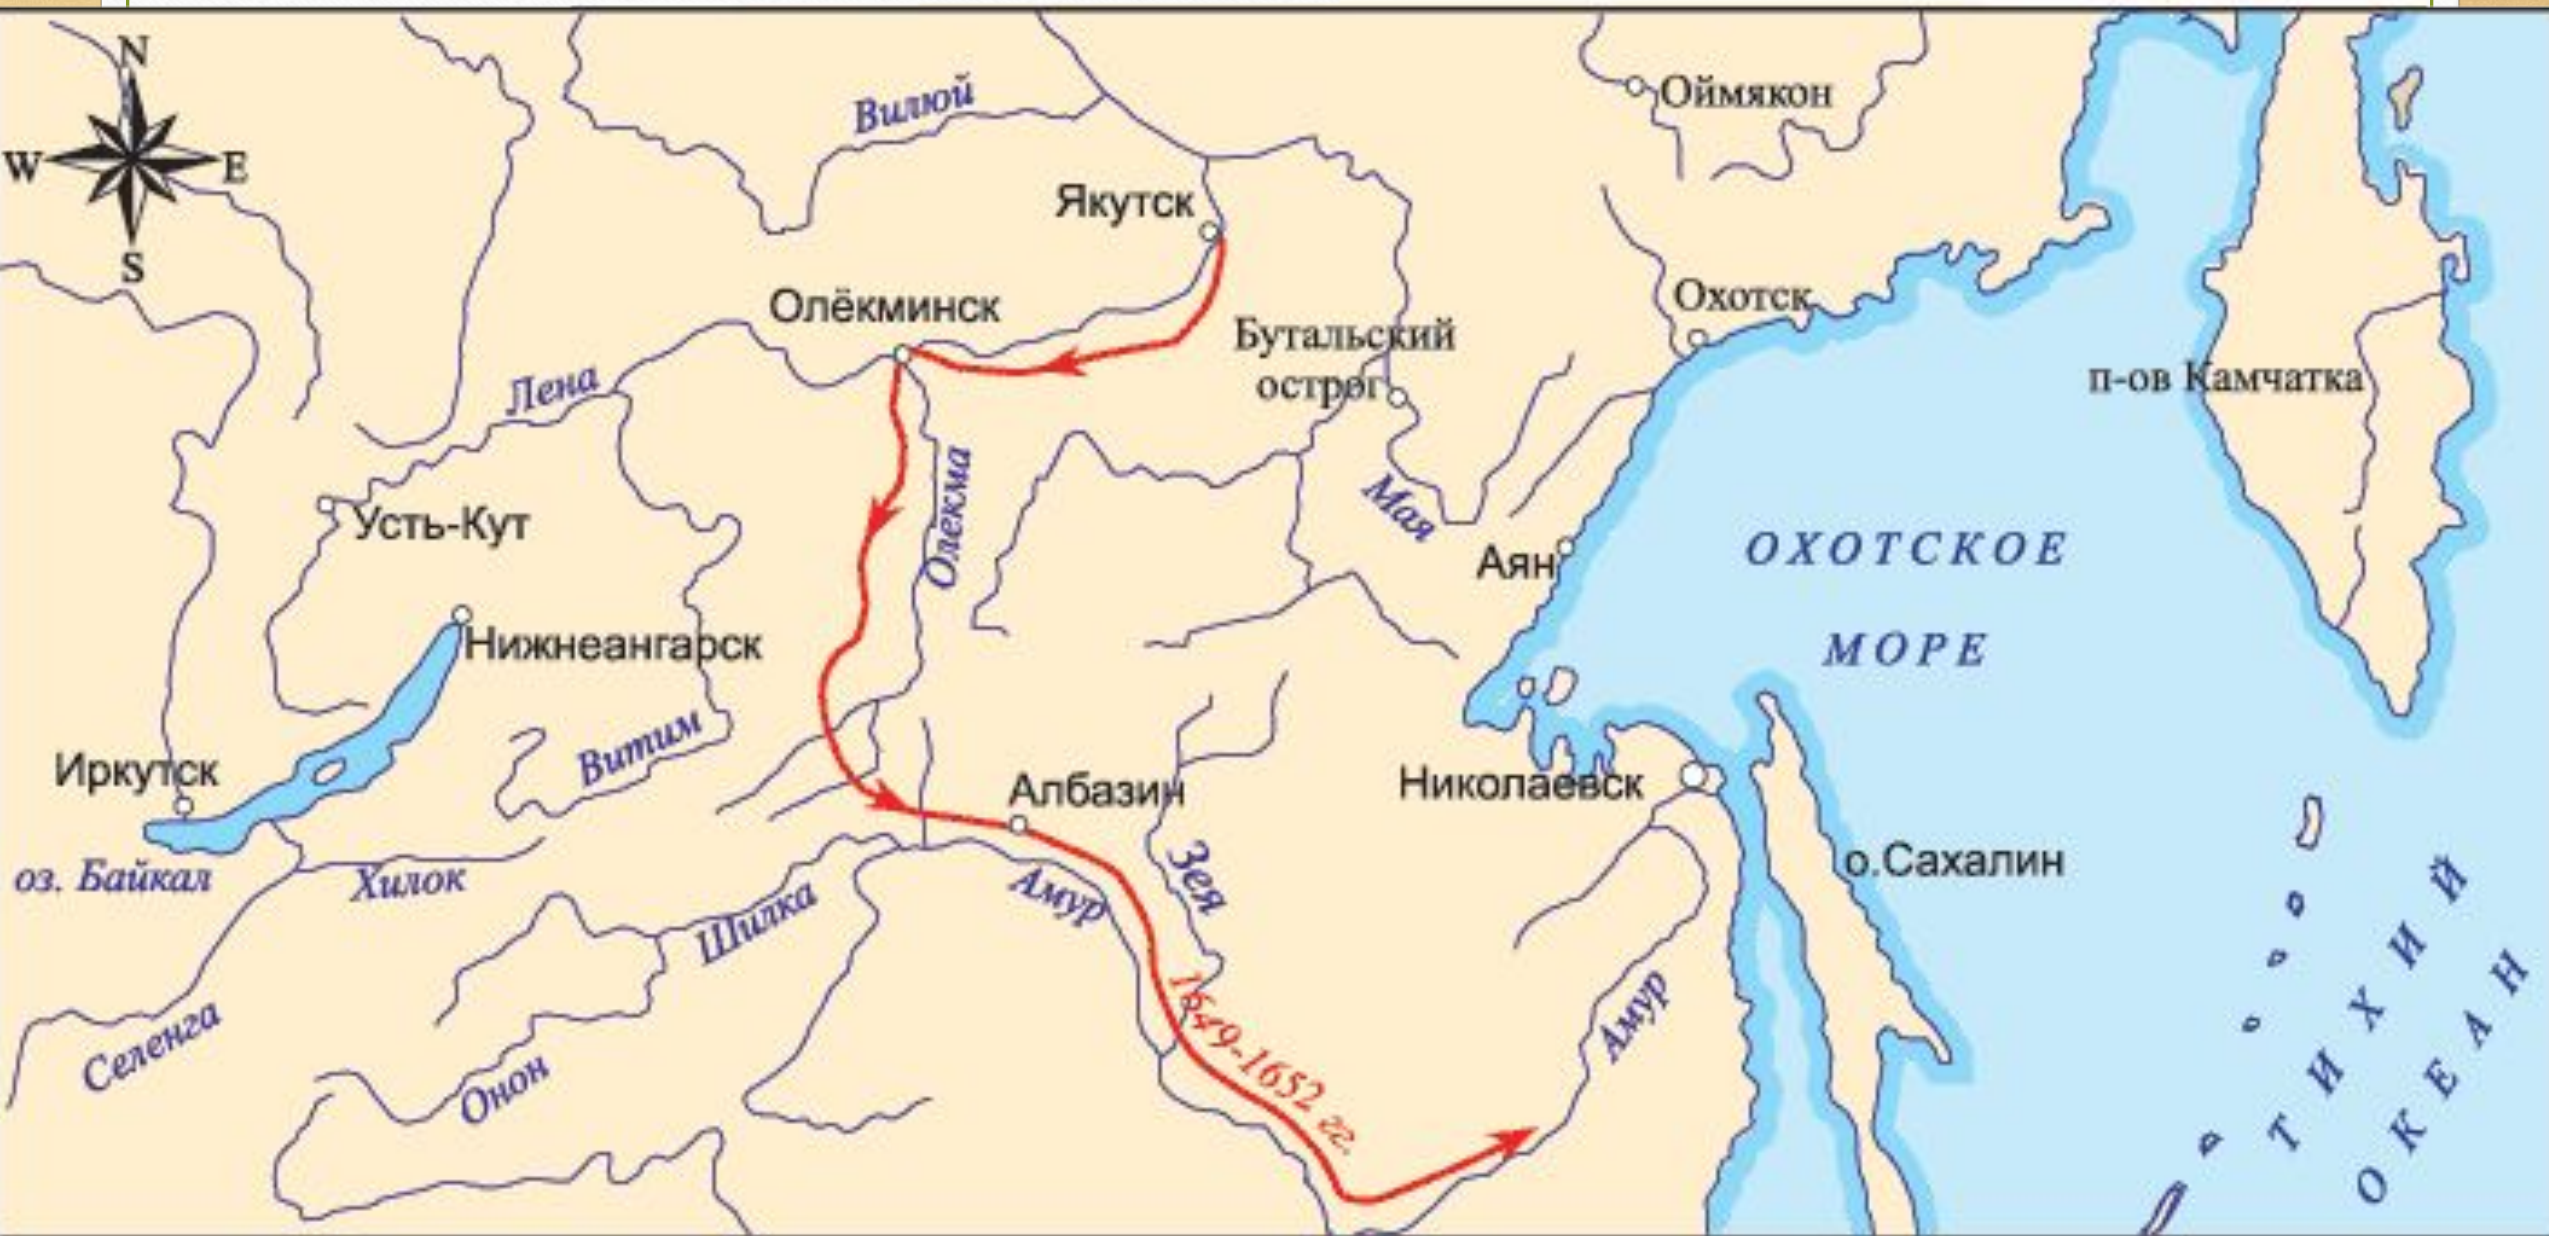 N
W
E
S
Вилюй
Оймякон
Якутск
Олёкминск
Охотск
Бутальский
острог
п-ов Камчатка
Лена
Олекма
Мая
Усть-Кут
Аян
ОХОТСКОЕ
МОРЕ
Нижнеангарск
Витим
Иркутск
Албазин
Николаевск
оз. Байкал
Хилок
Шилка
Амур
Зея
о.Сахалин
Селенга
Онон
1649-1652 гг.
Амур
ТИХИЙ
ОКЕАН